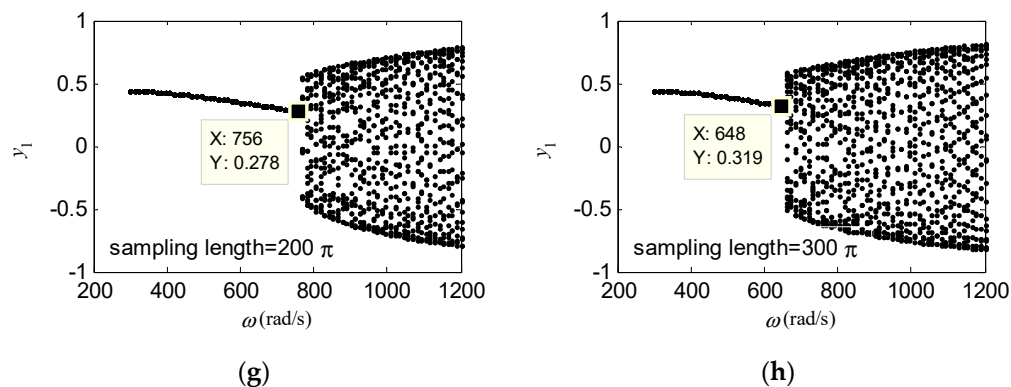 1
0.5
0
-0.5
-1
y1
X: 756
Y: 0.278
sampling length=200 π
200 400 600 800 1000 1200
ω(rad/s)
(g)
1
0.5
0
-0.5
-1
y1
X: 648
Y: 0.319
sampling length=300 π
200 400 600 800 1000 1200
ω(rad/s)
(h)